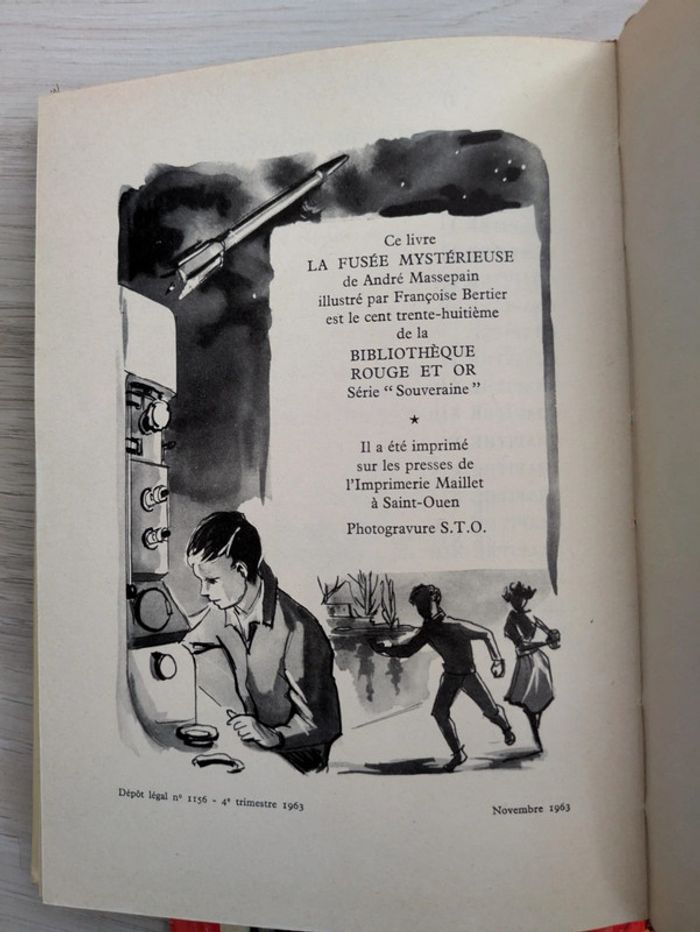 Ce livre
LA FUSÉE MYSTÉRIEUSE
de André Massepain
illustré par Françoise Bertier
est le cent trente-huitième
de la
BIBLIOTHÈQUE
ROUGE ET OR
Série “ Souveraine ”
★
Il a été imprimé
sur les presses de
l’Imprimerie Maillet
à Saint-Ouen
Photogravure S.T.O.
Dépôt légal nº 1156 - 4ᵉ trimestre 1963
Novembre 1963